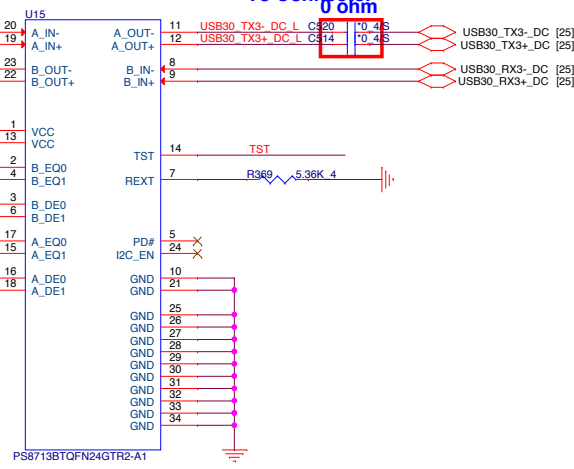 0 ohm
U15
20 A_IN- A_OUT- 11 USB30_TX3-_DC_L C520 *0_4/S USB30_TX3-_DC [25]
19 A_IN+ A_OUT+ 12 USB30_TX3+_DC_L C514 *0_4/S USB30_TX3+_DC [25]
23 B_OUT- B_IN- 8 USB30_RX3-_DC [25]
22 B_OUT+ B_IN+ 9 USB30_RX3+_DC [25]
1 VCC
13 VCC
TST 14 TST
2 B_EQ0
4 B_EQ1 REXT 7 R369 5.36K_4
3 B_DE0
6 B_DE1
17 A_EQ0 PD# 5
15 A_EQ1 I2C_EN 24
16 A_DE0 GND 10
18 A_DE1 GND 21
GND 25
GND 26
GND 27
GND 28
GND 29
GND 30
GND 31
GND 32
GND 33
GND 34
PS8713BTQFN24GTR2-A1